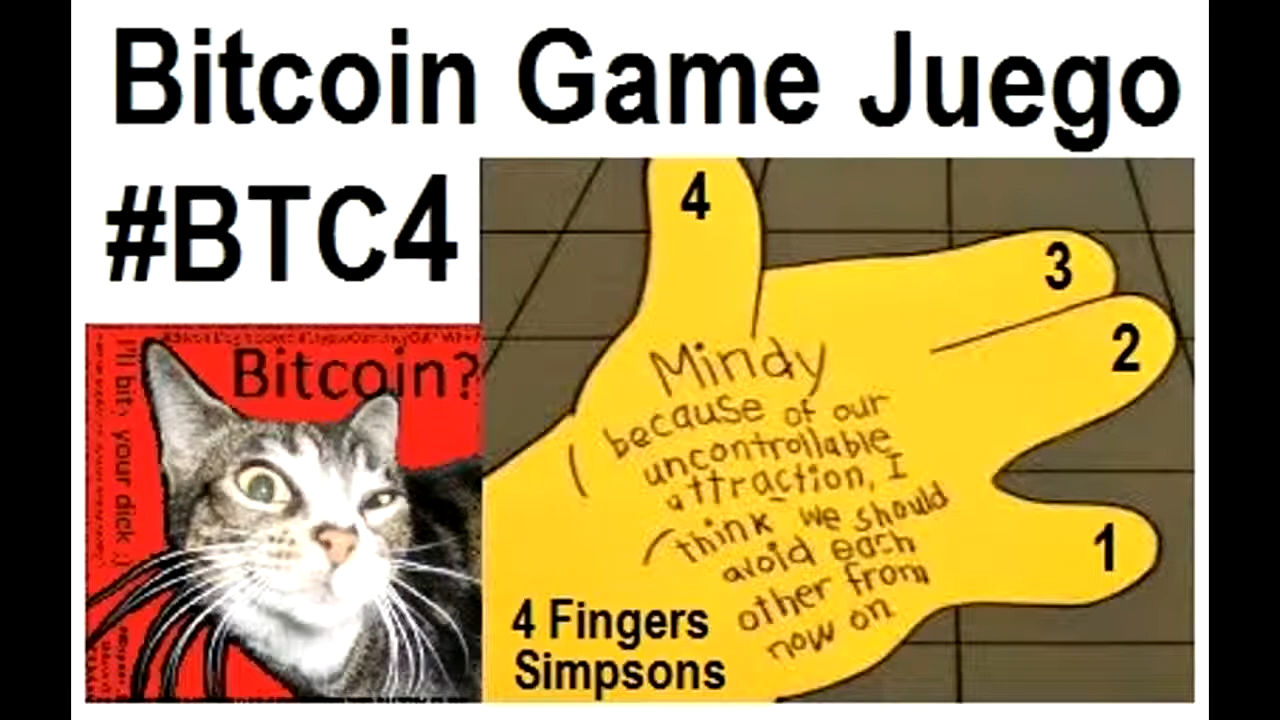 Bitcoin Game Juego
#BTC4
4
3
2
1
Mindy
because of our
uncontrollable
attraction, I
think we should
avoid each
other from
now on
4 Fingers
Simpsons
Bitcoin?
I'll bit, your dick :)